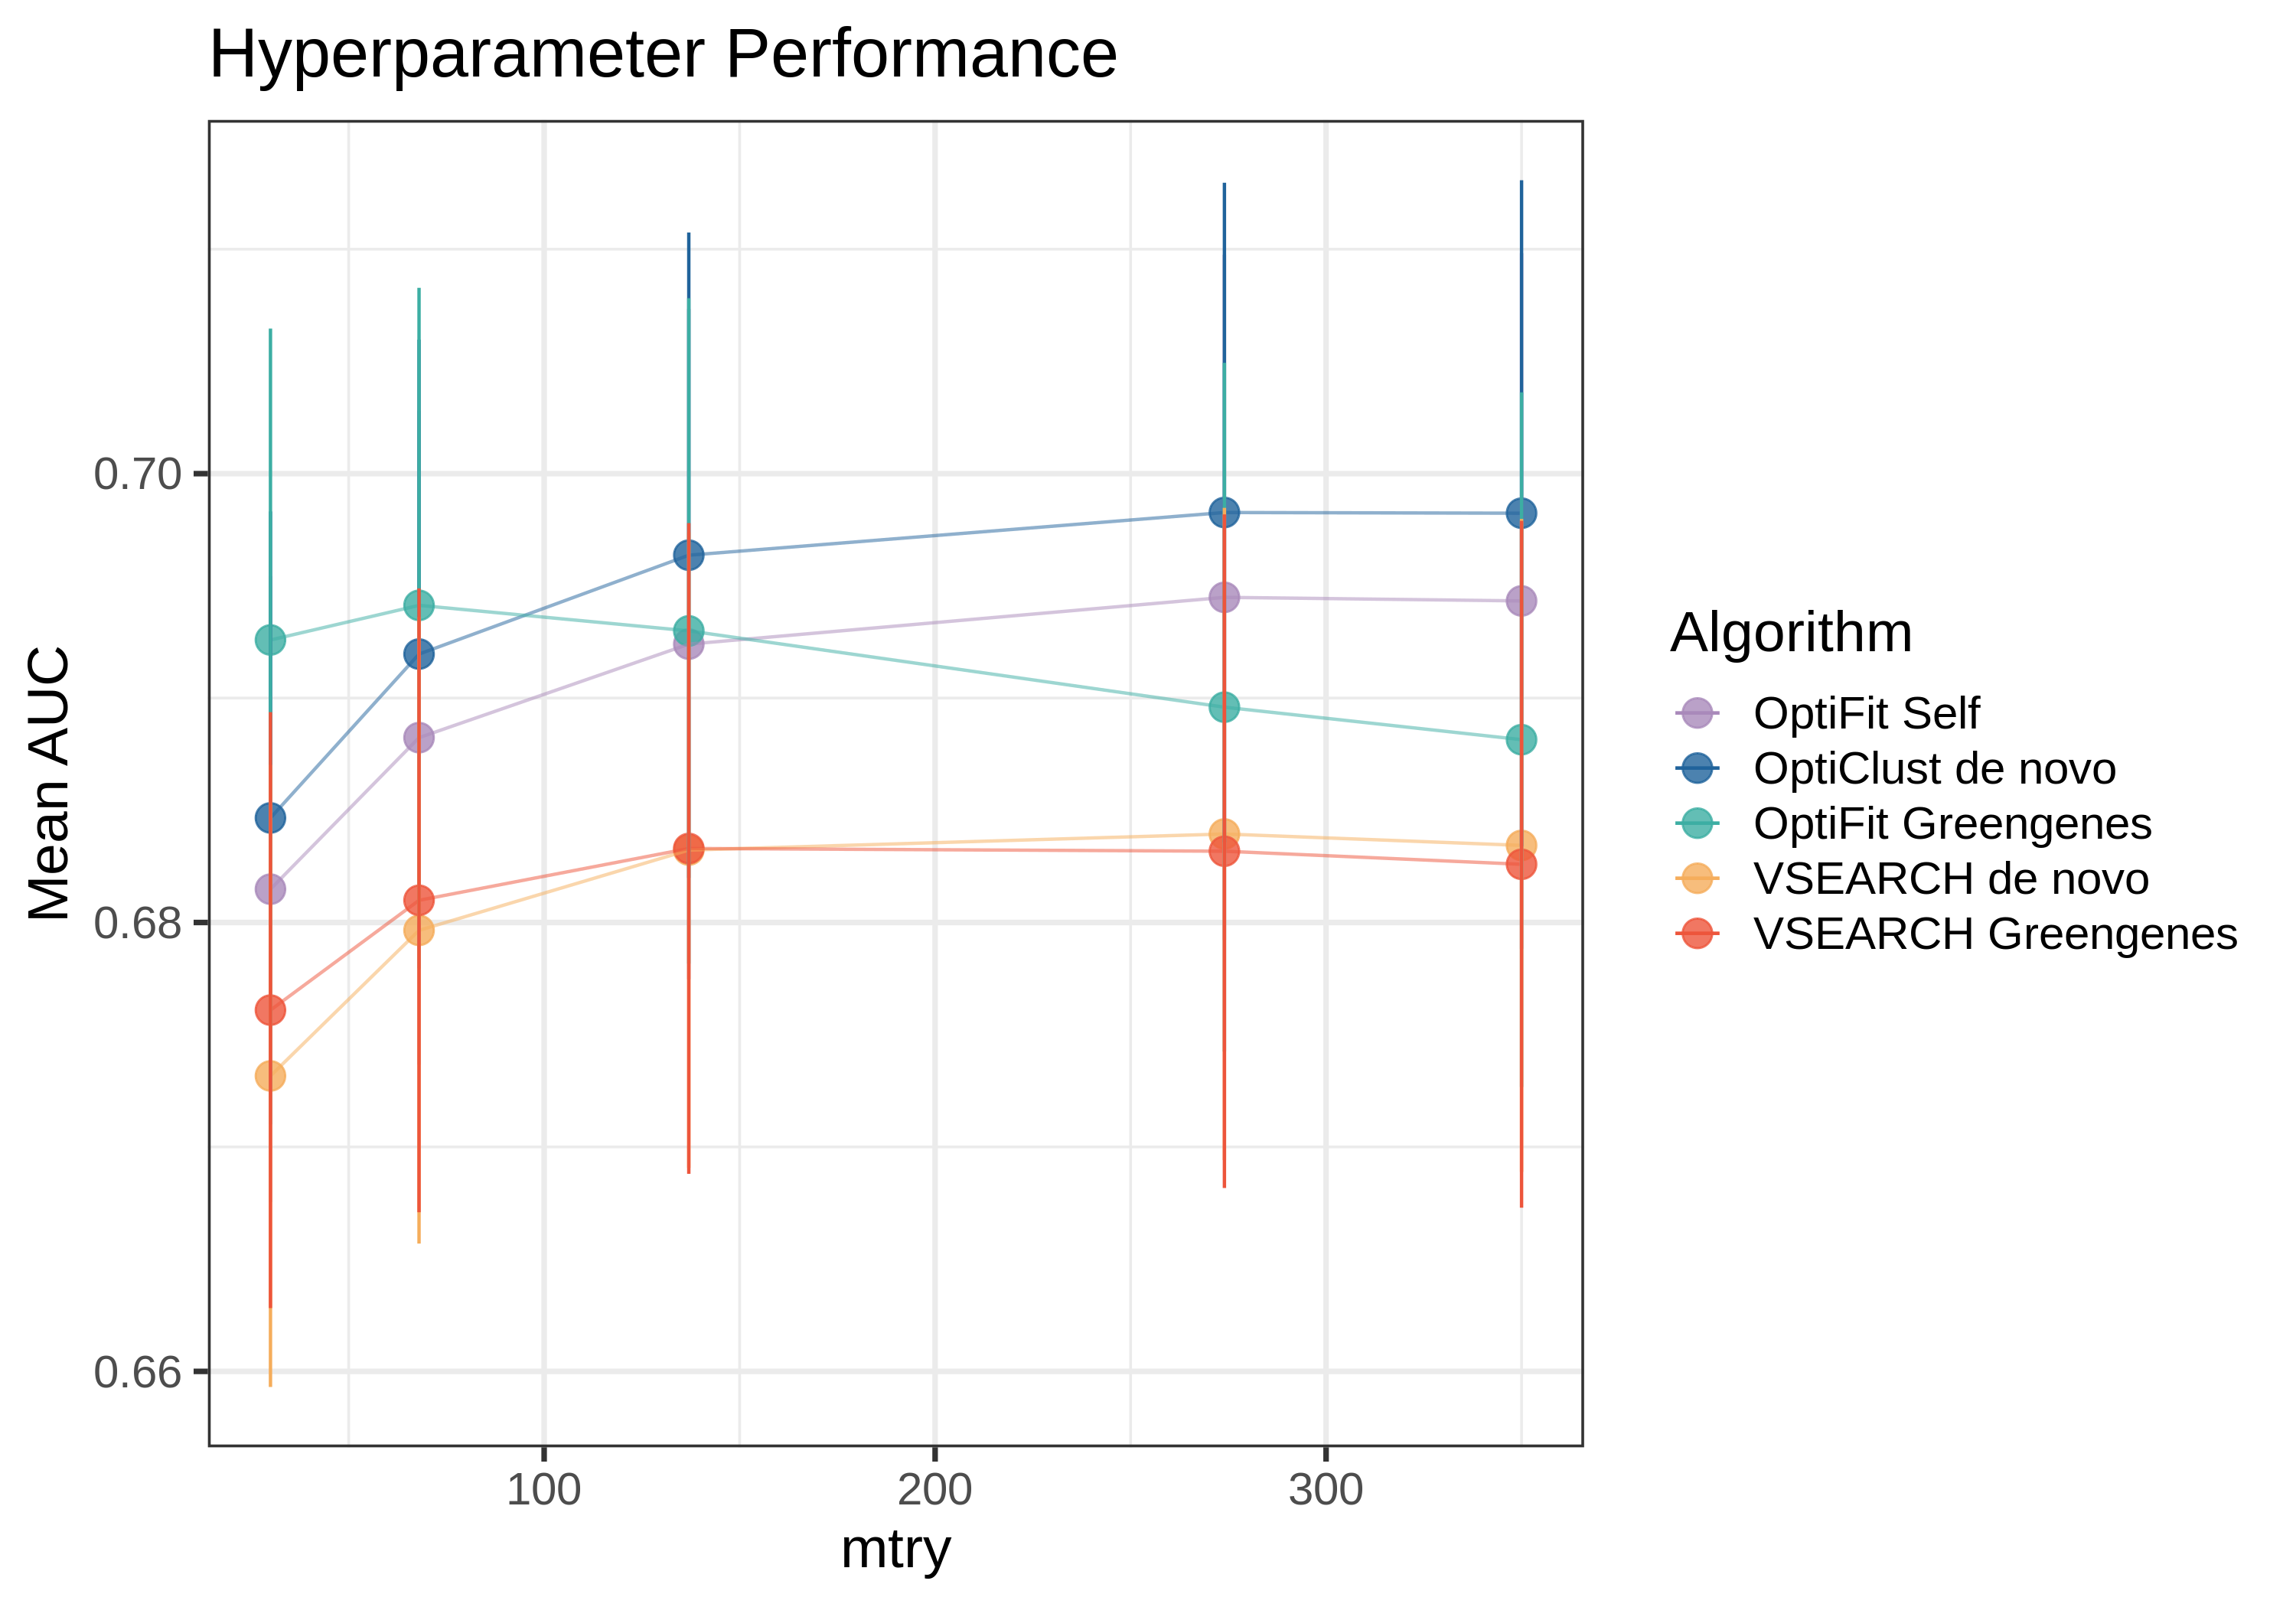 Hyperparameter Performance
0.70
0.68
0.66
Mean AUC
100 200 300
mtry
Algorithm
OptiFit Self
OptiClust de novo
OptiFit Greengenes
VSEARCH de novo
VSEARCH Greengenes